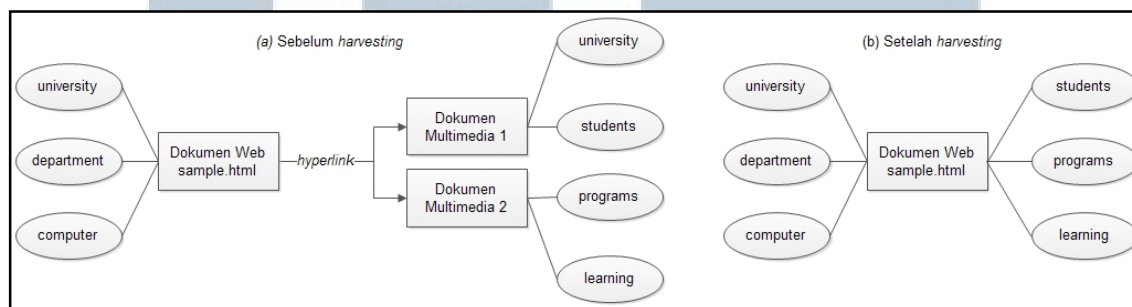 (a) Sebelum harvesting
university
department
computer
Dokumen Web
sample.html
hyperlink
Dokumen
Multimedia 1
Dokumen
Multimedia 2
university
students
programs
learning
(b) Setelah harvesting
university
department
computer
Dokumen Web
sample.html
students
programs
learning